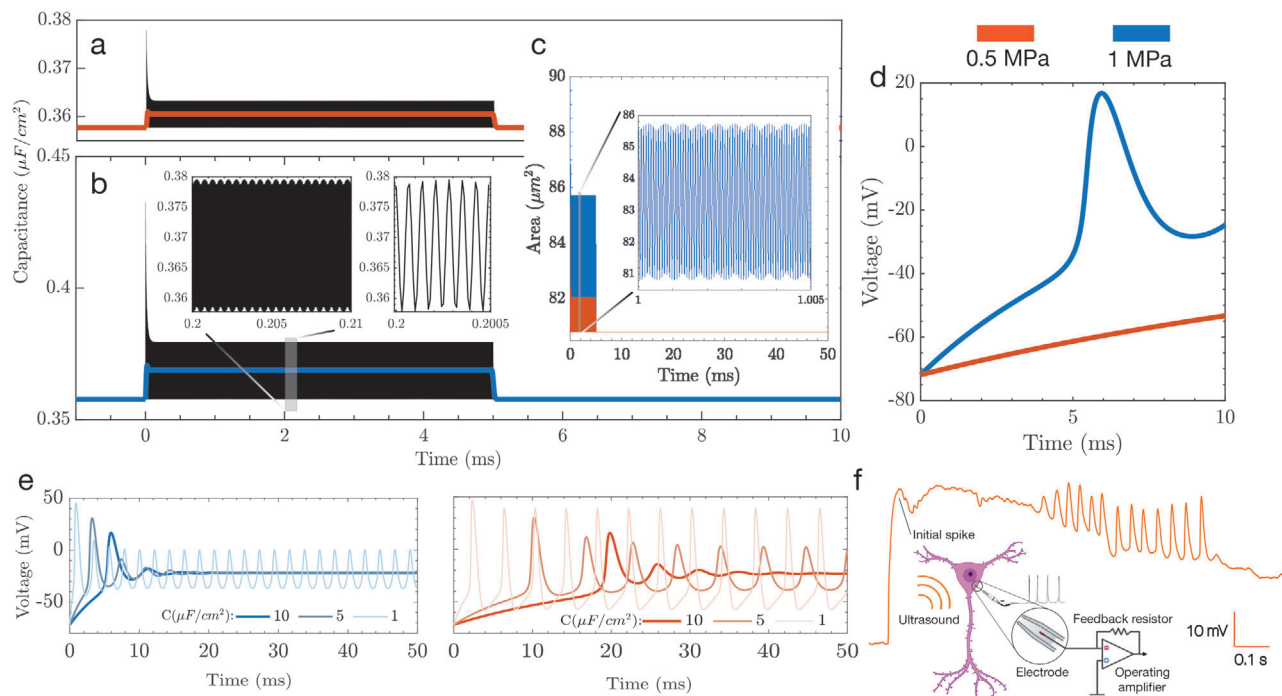 0.5 MPa
1 MPa
a
0.38
0.37
0.36
Capacitance (μF/cm²)
b
0.45
0.4
0.35
0.38
0.375
0.37
0.365
0.36
0.2
0.205
0.21
0.38
0.375
0.37
0.365
0.36
0.2
0.2005
0
2
4
6
8
10
Time (ms)
c
90
88
86
84
82
Area (μm²)
86
85
84
83
82
81
1
1.005
0
10
20
30
40
50
Time (ms)
d
20
0
-20
-40
-60
-80
Voltage (mV)
0
5
10
Time (ms)
e
50
0
-50
Voltage (mV)
C(μF/cm²): 10 5 1
0
10
20
30
40
50
Time (ms)
C(μF/cm²): 10 5 1
0
10
20
30
40
50
Time (ms)
f
Initial spike
Ultrasound
Electrode
Feedback resistor
Operating
amplifier
10 mV
0.1 s